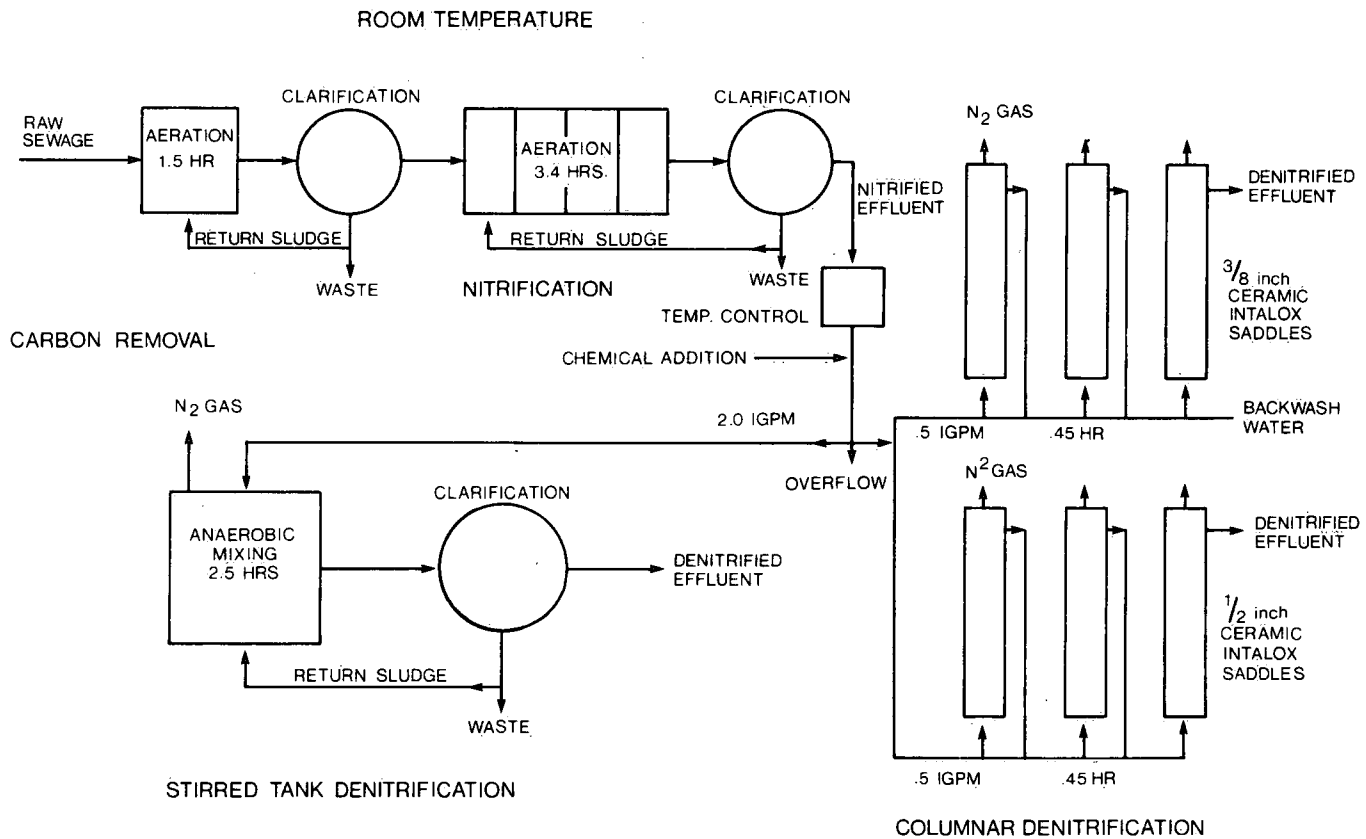 ROOM TEMPERATURE
CLARIFICATION
CLARIFICATION
RAW
SEWAGE
AERATION
1.5 HR
AERATION
3.4 HRS.
N2 GAS
NITRIFIED
EFFLUENT
DENITRIFIED
EFFLUENT
RETURN SLUDGE
RETURN SLUDGE
WASTE
NITRIFICATION
WASTE
3/8 inch
CERAMIC
INTALOX
SADDLES
TEMP. CONTROL
CARBON REMOVAL
CHEMICAL ADDITION
N2 GAS
2.0 IGPM
.5 IGPM
.45 HR
BACKWASH
WATER
OVERFLOW
N2 GAS
CLARIFICATION
ANAEROBIC
MIXING
2.5 HRS
DENITRIFIED
EFFLUENT
DENITRIFIED
EFFLUENT
1/2 inch
CERAMIC
INTALOX
SADDLES
RETURN SLUDGE
WASTE
STIRRED TANK DENITRIFICATION
.5 IGPM
.45 HR
COLUMNAR DENITRIFICATION